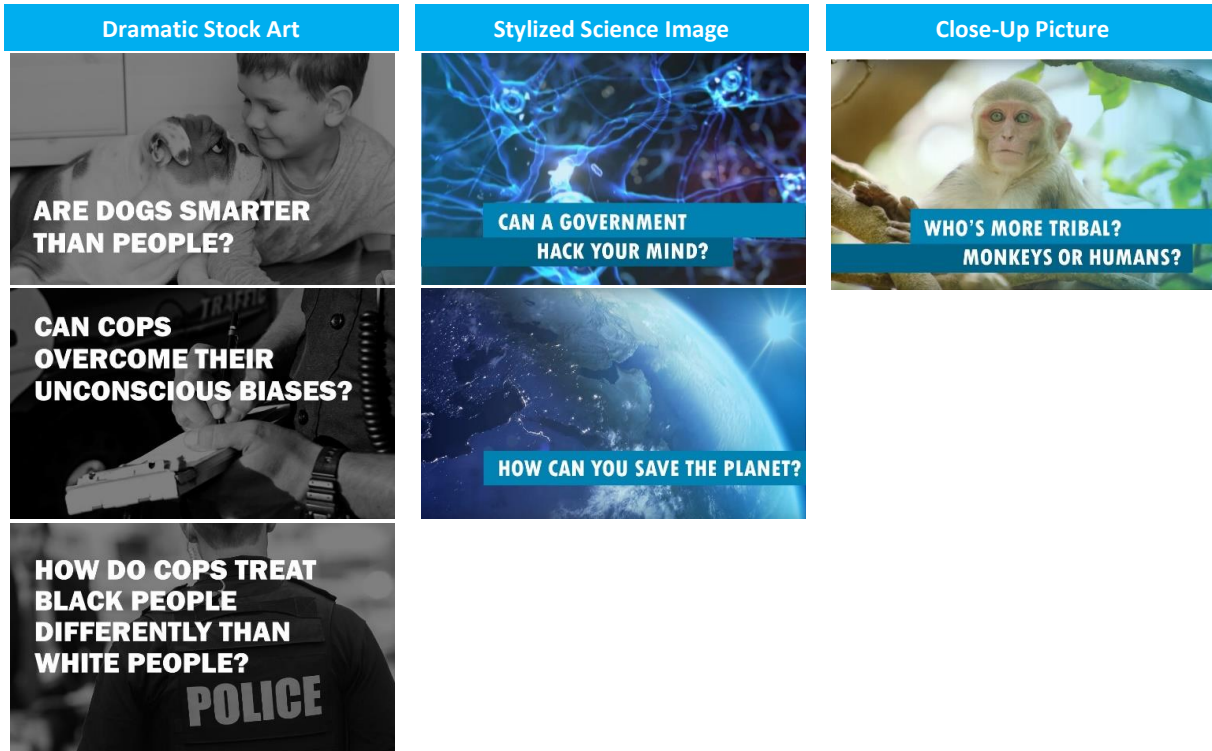 Dramatic Stock Art
ARE DOGS SMARTER
THAN PEOPLE?
TRAFFIC
CAN COPS
OVERCOME THEIR
UNCONSCIOUS BIASES?
HOW DO COPS TREAT
BLACK PEOPLE
DIFFERENTLY THAN
WHITE PEOPLE?
POLICE
Stylized Science Image
CAN A GOVERNMENT
HACK YOUR MIND?
HOW CAN YOU SAVE THE PLANET?
Close-Up Picture
WHO'S MORE TRIBAL?
MONKEYS OR HUMANS?